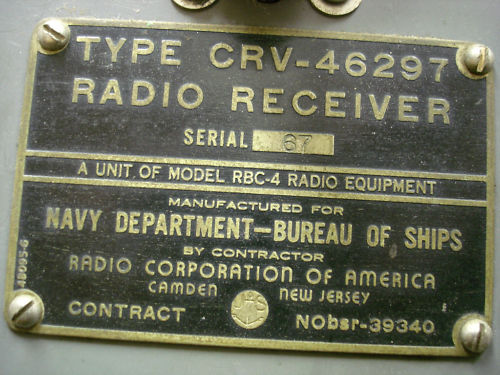 TYPE CRV-46297
RADIO RECEIVER
SERIAL 67
A UNIT OF MODEL RBC-4 RADIO EQUIPMENT
MANUFACTURED FOR
NAVY DEPARTMENT—BUREAU OF SHIPS
BY CONTRACTOR
RADIO CORPORATION OF AMERICA
CAMDEN NEW JERSEY
CONTRACT NObsr-39340